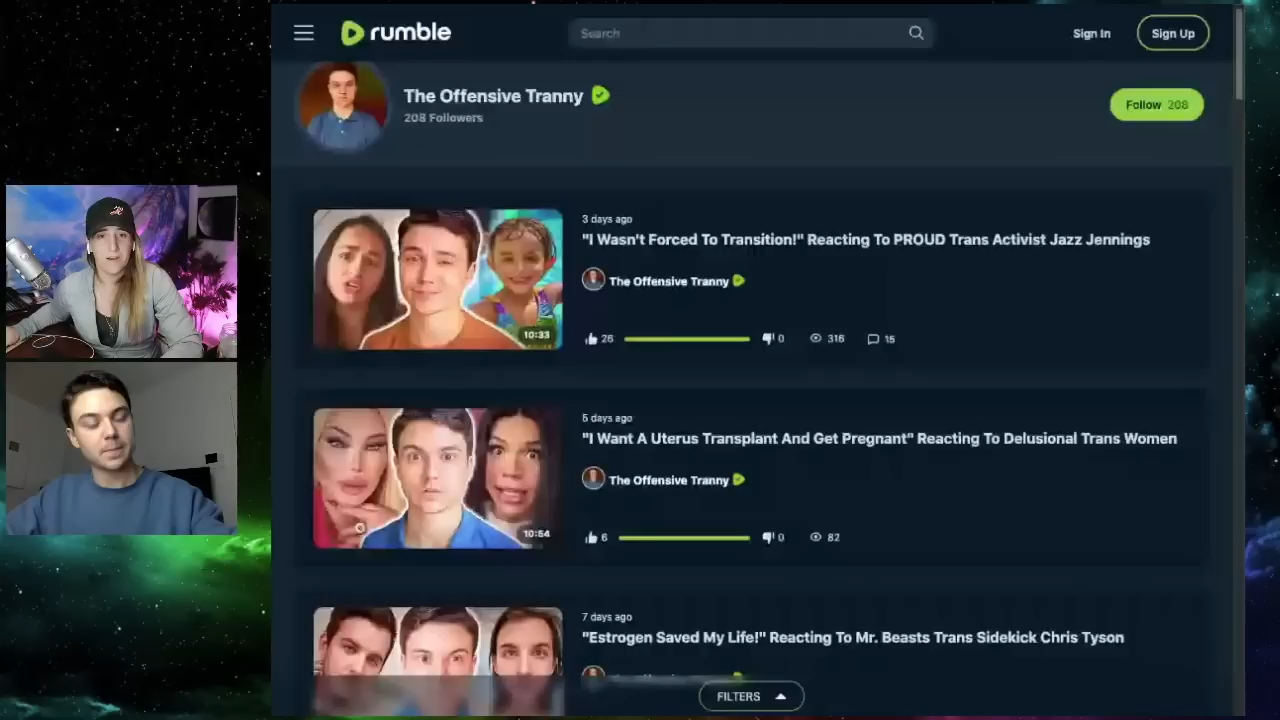 rumble
Search
Sign In
Sign Up
The Offensive Tranny
208 Followers
Follow 208
3 days ago
"I Wasn't Forced To Transition!" Reacting To PROUD Trans Activist Jazz Jennings
The Offensive Tranny
10:33
26
0
316
15
5 days ago
"I Want A Uterus Transplant And Get Pregnant" Reacting To Delusional Trans Women
The Offensive Tranny
10:54
6
0
82
7 days ago
"Estrogen Saved My Life!" Reacting To Mr. Beasts Trans Sidekick Chris Tyson
FILTERS